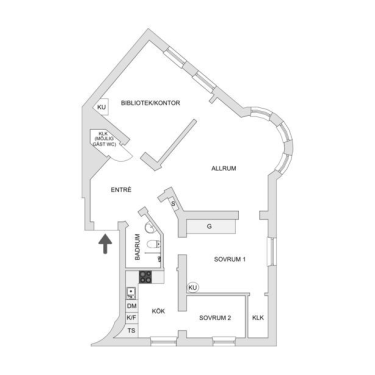 KU
BIBLIOTEK/KONTOR
KLK
(MÖJLIG
GÄST WC)
ALLRUM
ENTRÉ
S
G
BADRUM
SOVRUM 1
KU
DM
K/F
TS
KÖK
SOVRUM 2
KLK